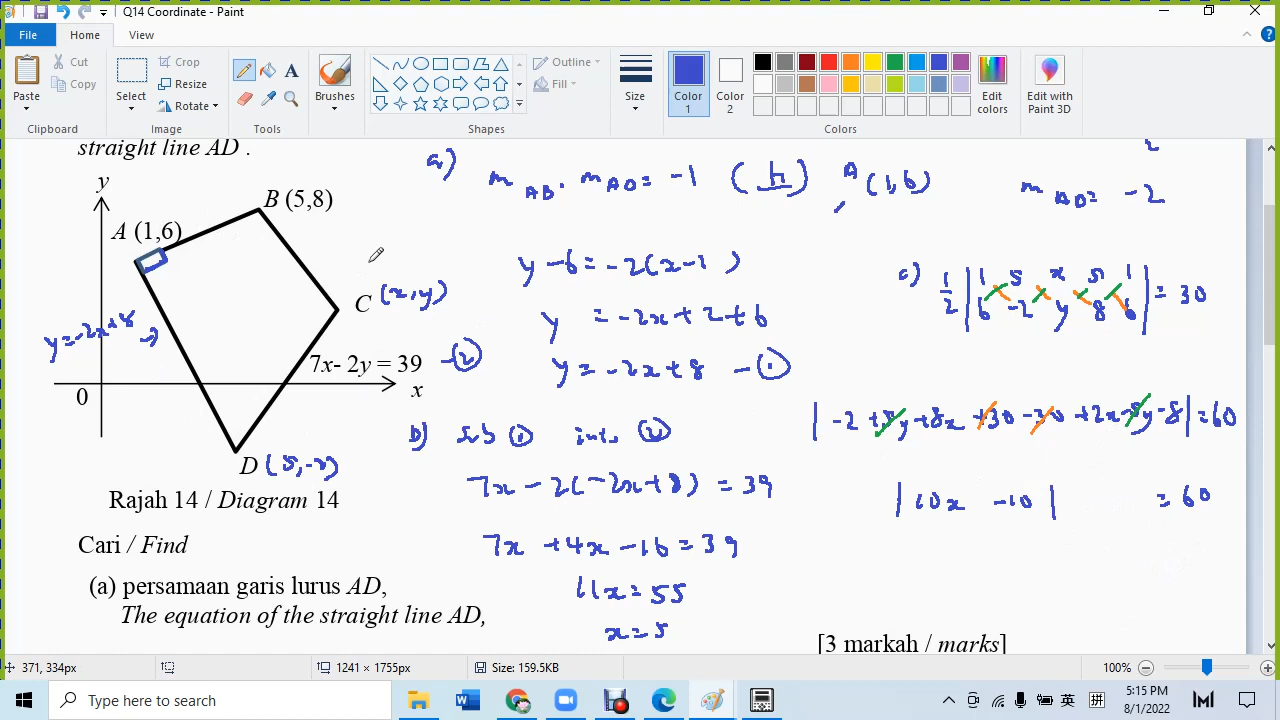 Q14 Coordinate - Paint
File Home View
Paste Cut Copy Clipboard
Select Crop Resize Rotate Image
Tools
Brushes
Outline Fill Shapes
Size
Color 1 Color 2 Edit colors Colors
Edit with Paint 3D
straight line AD .
y
B (5,8)
A (1,6)
C (x,y)
y=-2x+8 →
7x- 2y = 39 -②
0
x
D (5,-2)
Rajah 14 / Diagram 14
Cari / Find
(a) persamaan garis lurus AD,
The equation of the straight line AD,
a) m AB . m AD = -1 (⊥) A (1,6)
y-6=-2(x-1)
y = -2x+2+6
y=-2x+8 -①
b) sub ① into ②
7x-2(-2x+8) = 39
7x +4x -16=39
11x=55
x=5
2
m AD = -2
c) 1/2 | 1 5 x 5 1
6 -2 y 8 6 | = 30
| -2 +5y +8x +30 -30 +2x -5y -8 | =60
| 10x -10 | = 60
[3 markah / marks]
371, 334px 1241 × 1755px Size: 159.5KB 100%
Type here to search
英 拼
5:15 PM
8/1/2022